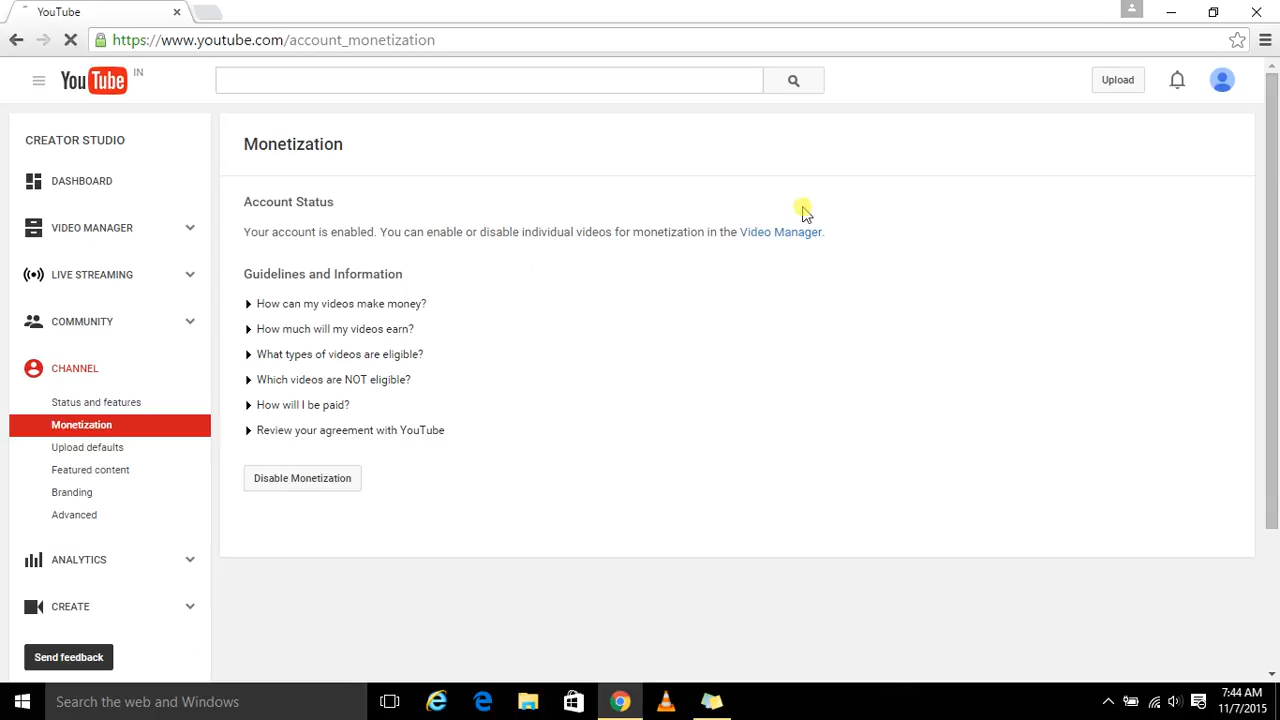 YouTube
https://www.youtube.com/account_monetization
YouTube IN
Upload
CREATOR STUDIO
DASHBOARD
VIDEO MANAGER
LIVE STREAMING
COMMUNITY
CHANNEL
Status and features
Monetization
Upload defaults
Featured content
Branding
Advanced
ANALYTICS
CREATE
Send feedback
Monetization
Account Status
Your account is enabled. You can enable or disable individual videos for monetization in the Video Manager.
Guidelines and Information
How can my videos make money?
How much will my videos earn?
What types of videos are eligible?
Which videos are NOT eligible?
How will I be paid?
Review your agreement with YouTube
Disable Monetization
Search the web and Windows
7:44 AM
11/7/2015